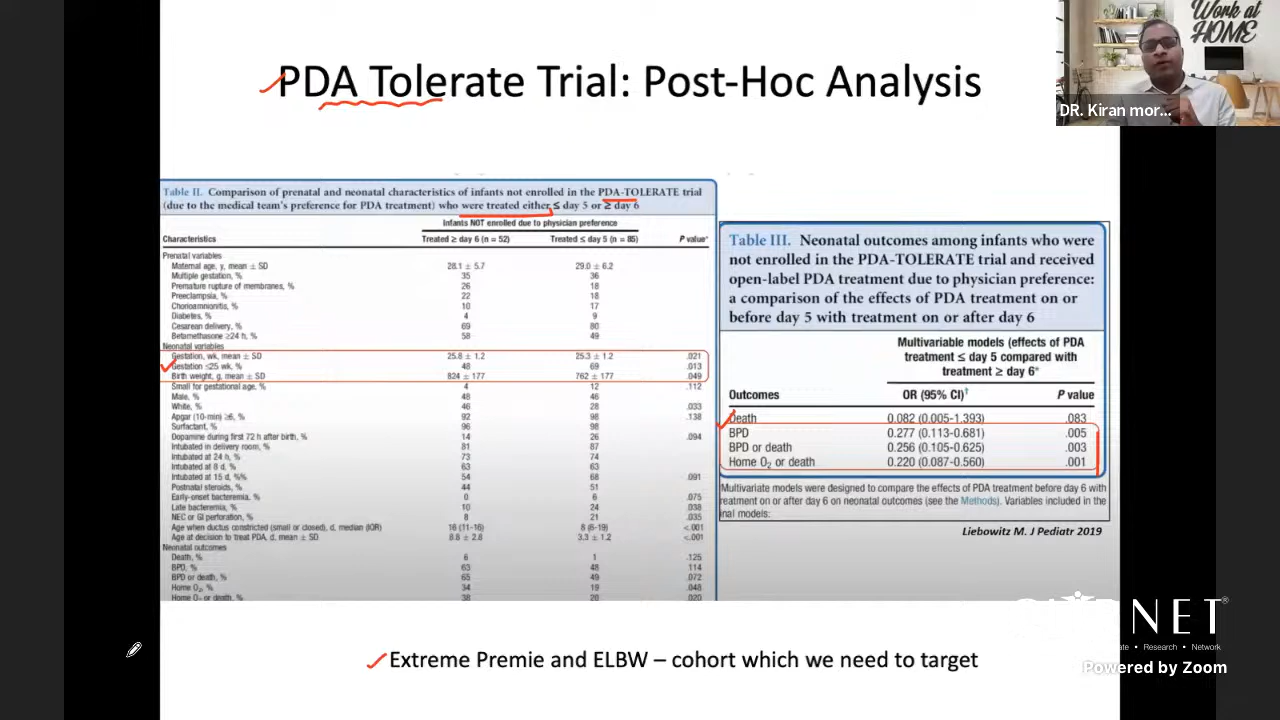 Work at
HOME
DR. Kiran mor...
PDA Tolerate Trial: Post-Hoc Analysis
Table II. Comparison of prenatal and neonatal characteristics of infants not enrolled in the PDA-TOLERATE trial
(due to the medical team's preference for PDA treatment) who were treated either ≤ day 5 or ≥ day 6
Infants NOT enrolled due to physician preference
Characteristics Treated ≥ day 6 (n = 52) Treated ≤ day 5 (n = 85) P value*
Prenatal variables
Maternal age, y, mean ± SD 28.1 ± 5.7 29.0 ± 6.2
Multiple gestation, % 35 36
Premature rupture of membranes, % 26 18
Preeclampsia, % 22 18
Chorioamnionitis, % 10 17
Diabetes, % 4 9
Cesarean delivery, % 69 80
Betamethasone ≥24 h, % 58 49
Neonatal variables
Gestation, wk, mean ± SD 25.8 ± 1.2 25.3 ± 1.2 .021
Gestation ≤25 wk, % 48 69 .013
Birth weight, g, mean ± SD 824 ± 177 762 ± 177 .049
Small for gestational age, % 4 12 .112
Male, % 48 46
White, % 46 28 .033
Apgar (10-min) ≥6, % 92 98 .138
Surfactant, % 96 98
Dopamine during first 72 h after birth, % 14 26 .094
Intubated in delivery room, % 81 87
Intubated at 24 h, % 73 74
Intubated at 8 d, % 63 63
Intubated at 15 d, %% 54 68 .091
Postnatal steroids, % 44 51
Early-onset bacteremia, % 0 6 .075
Late bacteremia, % 10 24 .038
NEC or GI perforation, % 8 21 .035
Age when ductus constricted (small or closed), d, median (IQR) 16 (11-16) 8 (6-19) <.001
Age at decision to treat PDA, d, mean ± SD 8.8 ± 2.8 3.3 ± 1.2 <.001
Neonatal outcomes
Death, % 6 1 .125
BPD, % 63 48 114
BPD or death, % 65 49 .072
Home O2, % 34 19 .048
Home O2 or death, % 38 20 .020
Table III. Neonatal outcomes among infants who were
not enrolled in the PDA-TOLERATE trial and received
open-label PDA treatment due to physician preference:
a comparison of the effects of PDA treatment on or
before day 5 with treatment on or after day 6
Multivariable models (effects of PDA
treatment ≤ day 5 compared with
treatment ≥ day 6*
Outcomes OR (95% CI)† P value
Death 0.082 (0.005-1.393) .083
BPD 0.277 (0.113-0.681) .005
BPD or death 0.256 (0.105-0.625) .003
Home O2 or death 0.220 (0.087-0.560) .001
Multivariate models were designed to compare the effects of PDA treatment before day 6 with
treatment on or after day 6 on neonatal outcomes (see the Methods). Variables included in the
nal models:
Liebowitz M. J Pediatr 2019
Extreme Premie and ELBW – cohort which we need to target
NET®
ate • Research • Network
Powered by Zoom